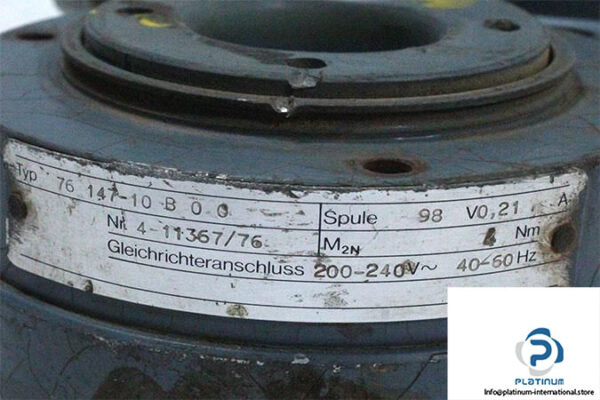 Typ 76 147-10 B 0 0
Nr. 4-11367/76
Spule 98 V0,21 A
M2N 4 Nm
Gleichrichteranschluss 200-240V~ 40-60 Hz
PLATINUM
Info@platinum-international.store